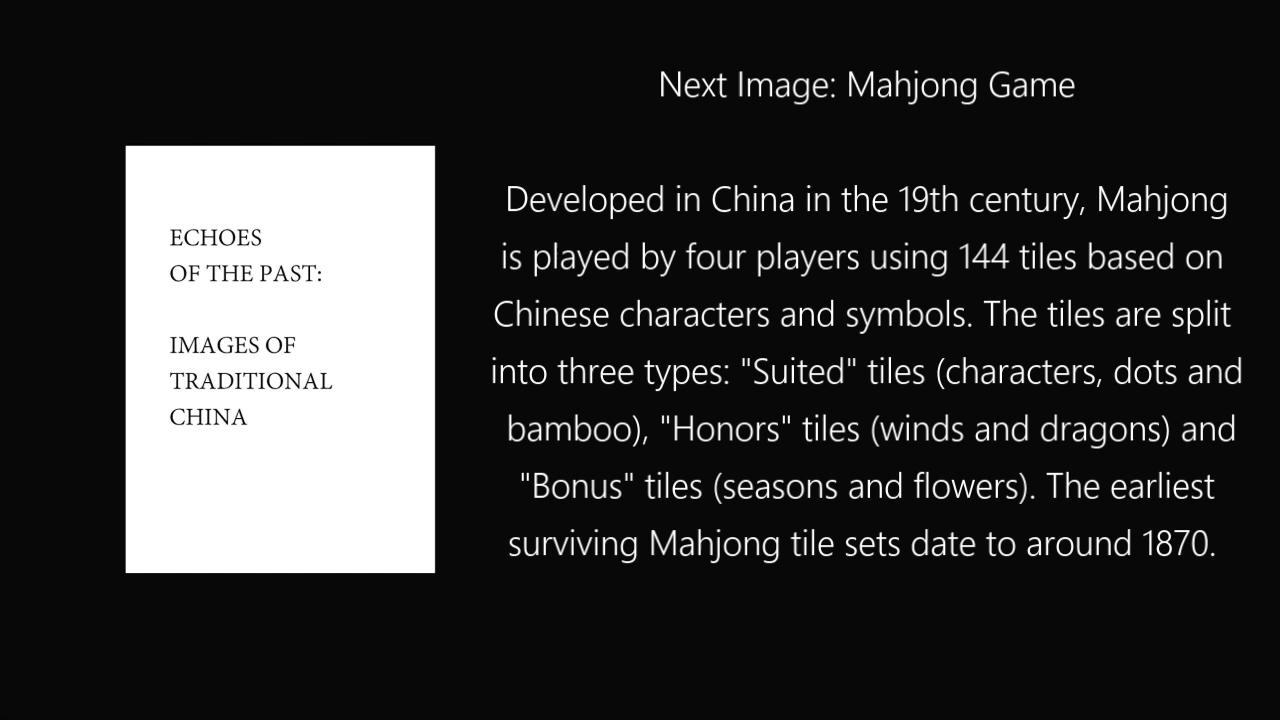 Next Image: Mahjong Game
ECHOES
OF THE PAST:
IMAGES OF
TRADITIONAL
CHINA
Developed in China in the 19th century, Mahjong
is played by four players using 144 tiles based on
Chinese characters and symbols. The tiles are split
into three types: "Suited" tiles (characters, dots and
bamboo), "Honors" tiles (winds and dragons) and
"Bonus" tiles (seasons and flowers). The earliest
surviving Mahjong tile sets date to around 1870.